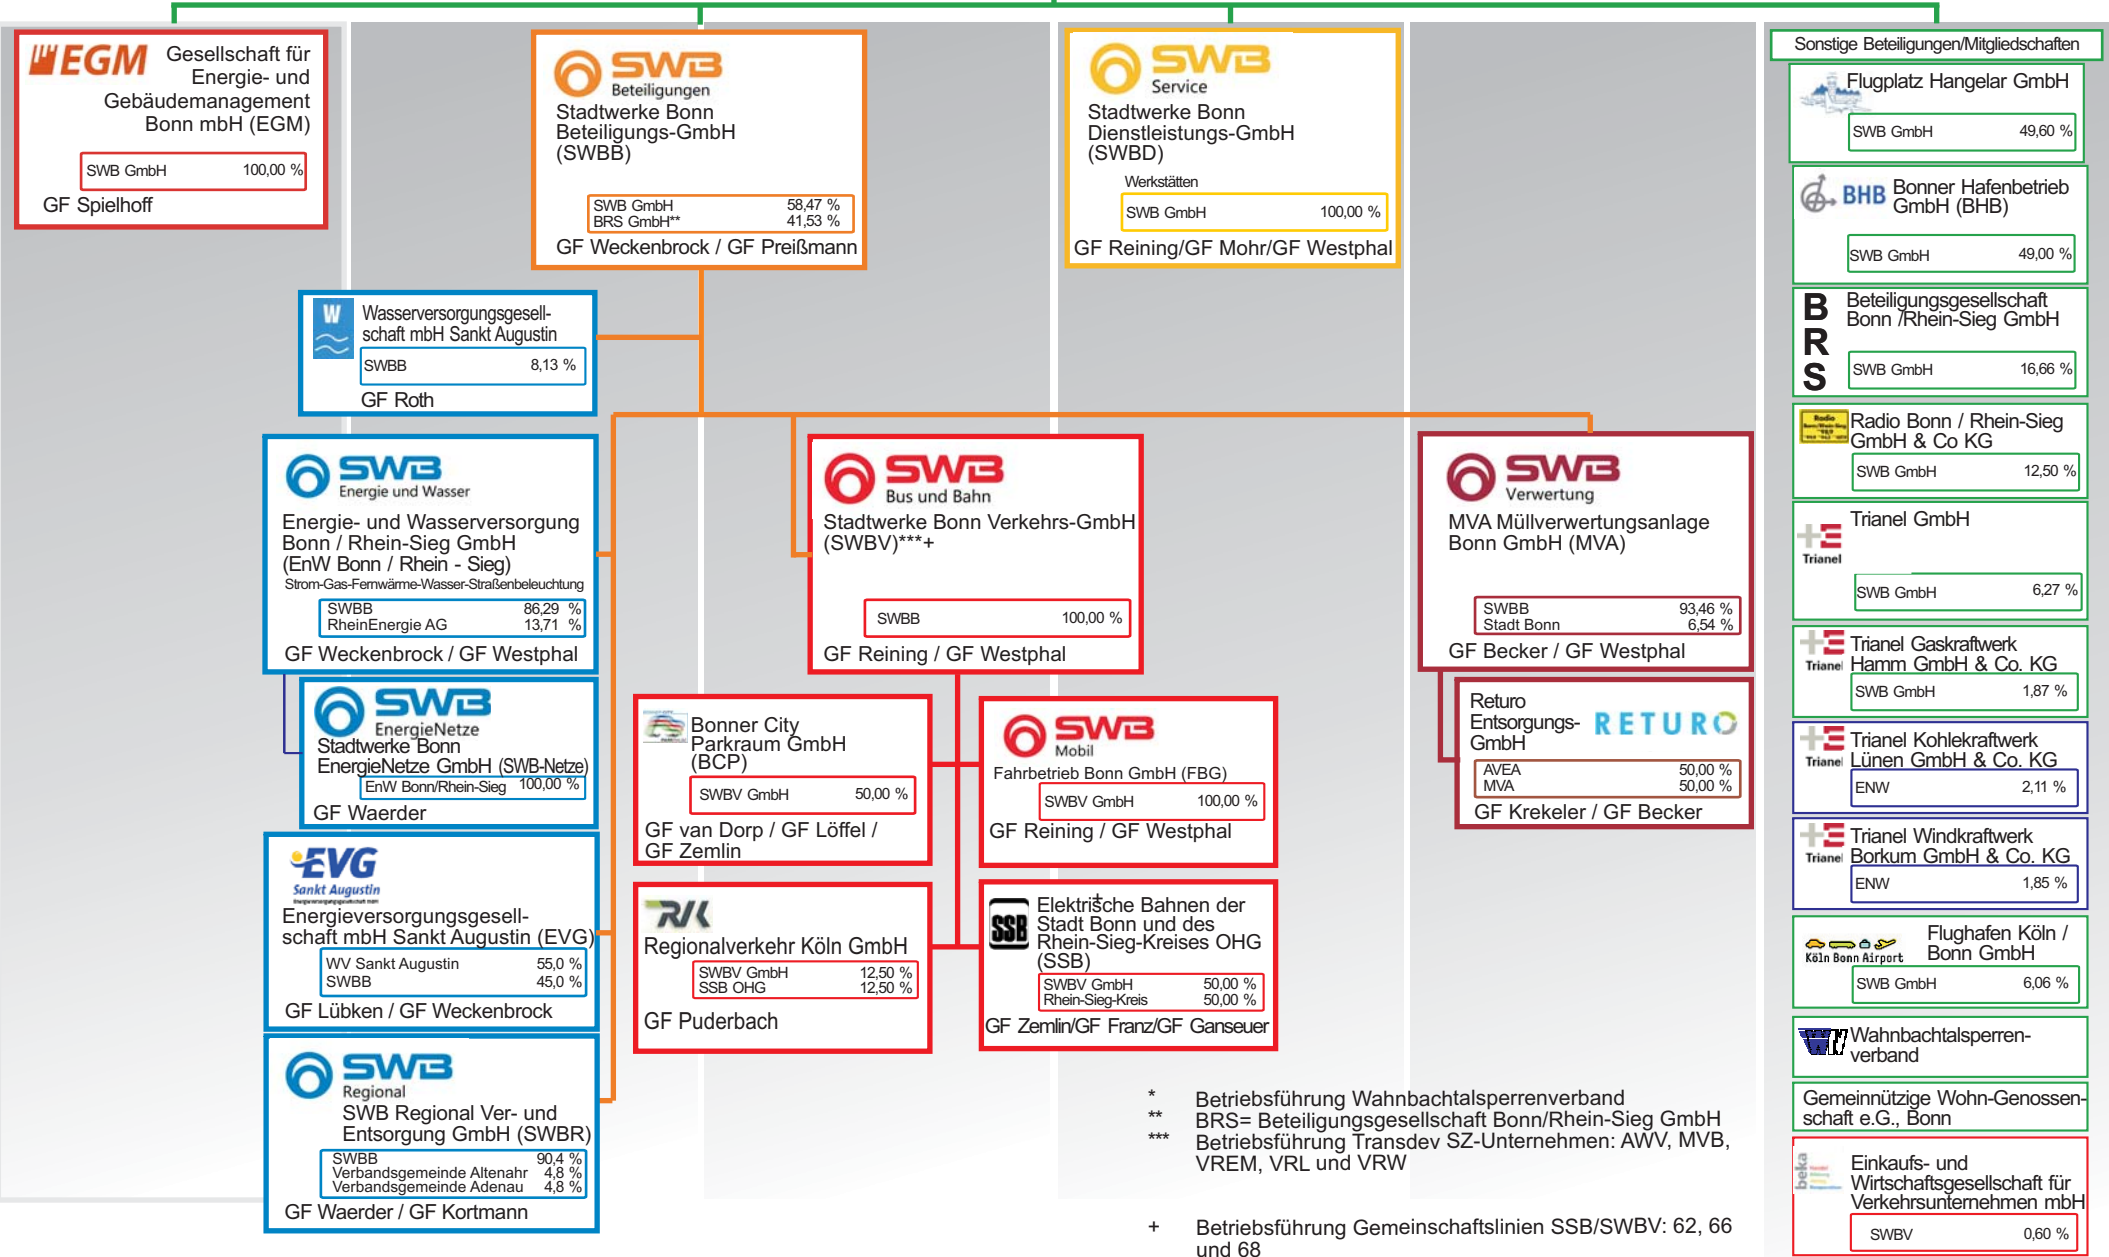 EGM
Gesellschaft für
Energie- und
Gebäudemanagement
Bonn mbH (EGM)
SWB GmbH 100,00 %
GF Spielhoff
SWB
Beteiligungen
Stadtwerke Bonn
Beteiligungs-GmbH
(SWBB)
SWB GmbH 58,47 %
BRS GmbH** 41,53 %
GF Weckenbrock / GF Preißmann
SWB
Service
Stadtwerke Bonn
Dienstleistungs-GmbH
(SWBD)
Werkstätten
SWB GmbH 100,00 %
GF Reining/GF Mohr/GF Westphal
W
Wasserversorgungsgesell-
schaft mbH Sankt Augustin
SWBB 8,13 %
GF Roth
SWB
Energie und Wasser
Energie- und Wasserversorgung
Bonn / Rhein-Sieg GmbH
(EnW Bonn / Rhein - Sieg)
Strom-Gas-Fernwärme-Wasser-Straßenbeleuchtung
SWBB 86,29 %
RheinEnergie AG 13,71 %
GF Weckenbrock / GF Westphal
SWB
EnergieNetze
Stadtwerke Bonn
EnergieNetze GmbH (SWB-Netze)
EnW Bonn/Rhein-Sieg 100,00 %
GF Waerder
EVG
Sankt Augustin
Energieversorgungsgesell-
schaft mbH Sankt Augustin (EVG)
WV Sankt Augustin 55,0 %
SWBB 45,0 %
GF Lübken / GF Weckenbrock
SWB
Regional
SWB Regional Ver- und
Entsorgung GmbH (SWBR)
SWBB 90,4 %
Verbandsgemeinde Altenahr 4,8 %
Verbandsgemeinde Adenau 4,8 %
GF Waerder / GF Kortmann
SWB
Bus und Bahn
Stadtwerke Bonn Verkehrs-GmbH
(SWBV)***+
SWBB 100,00 %
GF Reining / GF Westphal
Bonner City
Parkraum GmbH
(BCP)
SWBV GmbH 50,00 %
GF van Dorp / GF Löffel /
GF Zemlin
SWB
Mobil
Fahrbetrieb Bonn GmbH (FBG)
SWBV GmbH 100,00 %
GF Reining / GF Westphal
RVK
Regionalverkehr Köln GmbH
SWBV GmbH 12,50 %
SSB OHG 12,50 %
GF Puderbach
SSB
+
Elektrische Bahnen der
Stadt Bonn und des
Rhein-Sieg-Kreises OHG
(SSB)
SWBV GmbH 50,00 %
Rhein-Sieg-Kreis 50,00 %
GF Zemlin/GF Franz/GF Ganseuer
SWB
Verwertung
MVA Müllverwertungsanlage
Bonn GmbH (MVA)
SWBB 93,46 %
Stadt Bonn 6,54 %
GF Becker / GF Westphal
Returo
Entsorgungs-
GmbH
RETURO
AVEA 50,00 %
MVA 50,00 %
GF Krekeler / GF Becker
* Betriebsführung Wahnbachtalsperrenverband
** BRS= Beteiligungsgesellschaft Bonn/Rhein-Sieg GmbH
*** Betriebsführung Transdev SZ-Unternehmen: AWV, MVB,
VREM, VRL und VRW
+ Betriebsführung Gemeinschaftslinien SSB/SWBV: 62, 66
und 68
Sonstige Beteiligungen/Mitgliedschaften
Flugplatz Hangelar GmbH
SWB GmbH 49,60 %
BHB
Bonner Hafenbetrieb
GmbH (BHB)
SWB GmbH 49,00 %
B
R
S
Beteiligungsgesellschaft
Bonn /Rhein-Sieg GmbH
SWB GmbH 16,66 %
Radio
Radio Bonn / Rhein-Sieg
GmbH & Co KG
SWB GmbH 12,50 %
Trianel
Trianel GmbH
SWB GmbH 6,27 %
Trianel
Trianel Gaskraftwerk
Hamm GmbH & Co. KG
SWB GmbH 1,87 %
Trianel
Trianel Kohlekraftwerk
Lünen GmbH & Co. KG
ENW 2,11 %
Trianel
Trianel Windkraftwerk
Borkum GmbH & Co. KG
ENW 1,85 %
Köln Bonn Airport
Flughafen Köln /
Bonn GmbH
SWB GmbH 6,06 %
Wahnbachtalsperren-
verband
Gemeinnützige Wohn-Genossen-
schaft e.G., Bonn
beka
Einkaufs- und
Wirtschaftsgesellschaft für
Verkehrsunternehmen mbH
SWBV 0,60 %